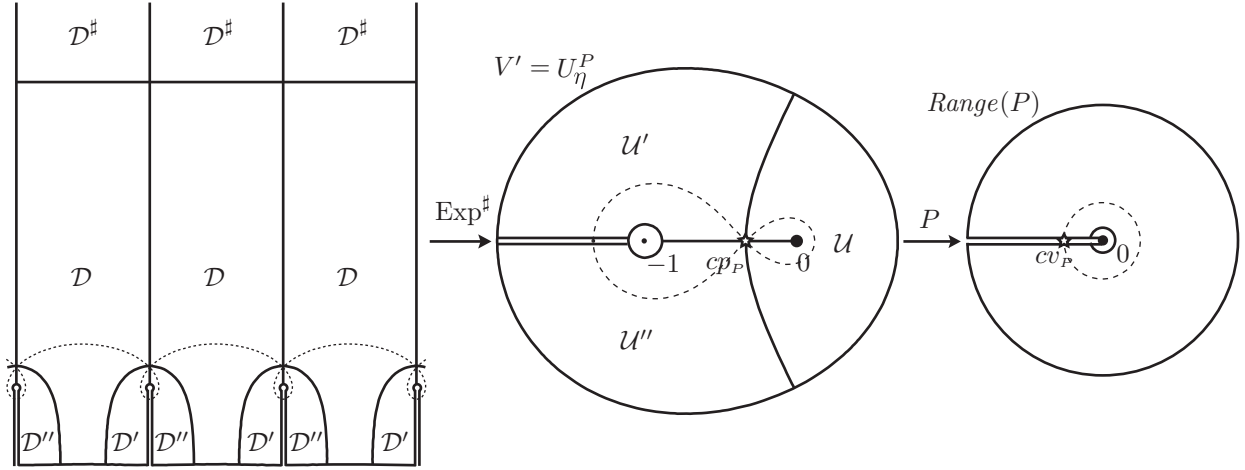 𝒟♯ 𝒟♯ 𝒟♯
V′ = U_η^P
Range(P)
𝒰′
Exp♯
P
−1
cp_P
0
𝒰
cv_P
0
𝒟 𝒟 𝒟
𝒰″
𝒟″ 𝒟′ 𝒟″ 𝒟′ 𝒟″ 𝒟′